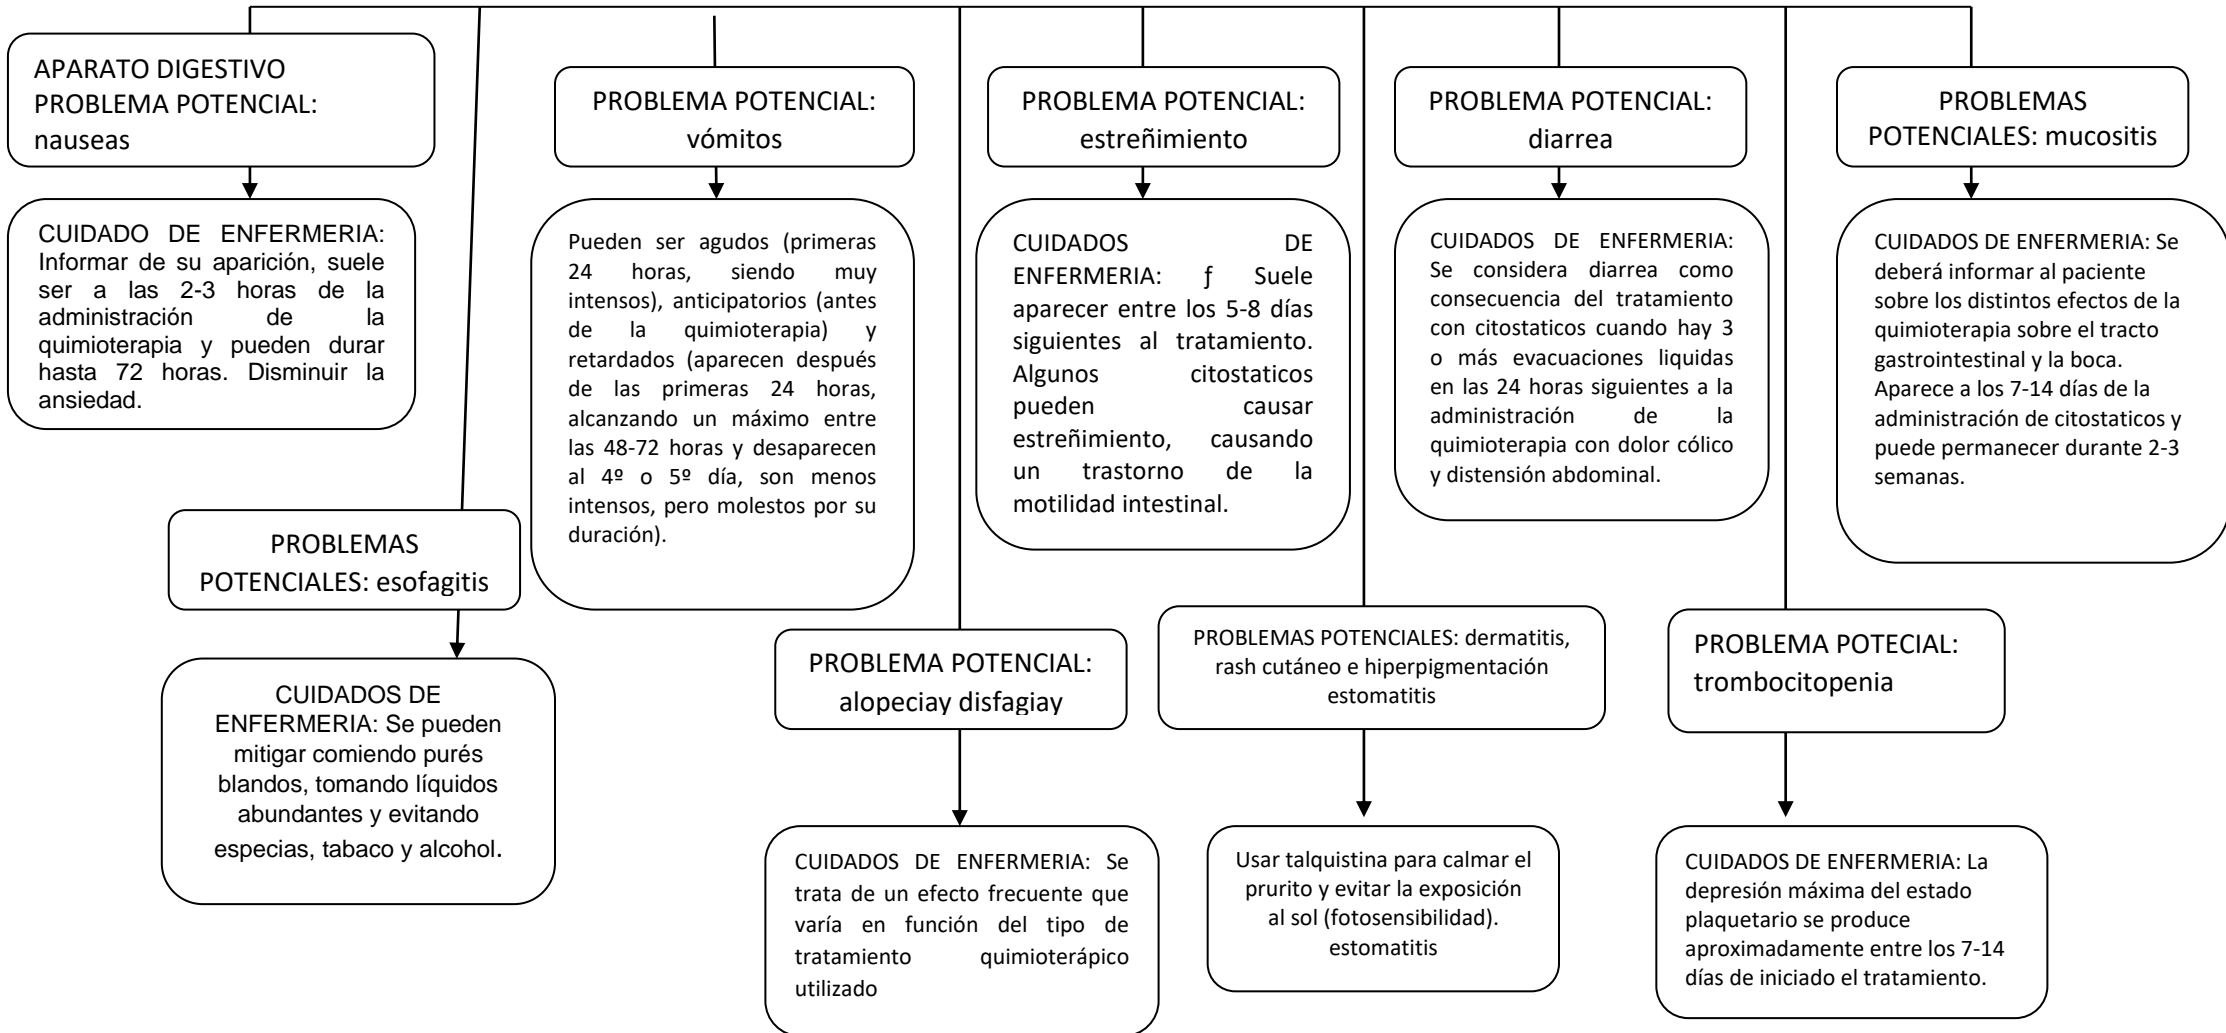 APARATO DIGESTIVO
PROBLEMA POTENCIAL:
nauseas
CUIDADO DE ENFERMERIA:
Informar de su aparición, suele
ser a las 2-3 horas de la
administración de la
quimioterapia y pueden durar
hasta 72 horas. Disminuir la
ansiedad.
PROBLEMA POTENCIAL:
vómitos
Pueden ser agudos (primeras
24 horas, siendo muy
intensos), anticipatorios (antes
de la quimioterapia) y
retardados (aparecen después
de las primeras 24 horas,
alcanzando un máximo entre
las 48-72 horas y desaparecen
al 4º o 5º día, son menos
intensos, pero molestos por su
duración).
PROBLEMA POTENCIAL:
estreñimiento
CUIDADOS DE
ENFERMERIA: ƒ Suele
aparecer entre los 5-8 días
siguientes al tratamiento.
Algunos citostaticos
pueden causar
estreñimiento, causando
un trastorno de la
motilidad intestinal.
PROBLEMA POTENCIAL:
diarrea
CUIDADOS DE ENFERMERIA:
Se considera diarrea como
consecuencia del tratamiento
con citostaticos cuando hay 3
o más evacuaciones liquidas
en las 24 horas siguientes a la
administración de la
quimioterapia con dolor cólico
y distensión abdominal.
PROBLEMAS
POTENCIALES: mucositis
CUIDADOS DE ENFERMERIA: Se
deberá informar al paciente
sobre los distintos efectos de la
quimioterapia sobre el tracto
gastrointestinal y la boca.
Aparece a los 7-14 días de la
administración de citostaticos y
puede permanecer durante 2-3
semanas.
PROBLEMAS
POTENCIALES: esofagitis
CUIDADOS DE
ENFERMERIA: Se pueden
mitigar comiendo purés
blandos, tomando líquidos
abundantes y evitando
especias, tabaco y alcohol.
PROBLEMA POTENCIAL:
alopeciay disfagiay
CUIDADOS DE ENFERMERIA: Se
trata de un efecto frecuente que
varía en función del tipo de
tratamiento quimioterápico
utilizado
PROBLEMAS POTENCIALES: dermatitis,
rash cutáneo e hiperpigmentación
estomatitis
Usar talquistina para calmar el
prurito y evitar la exposición
al sol (fotosensibilidad).
estomatitis
PROBLEMA POTECIAL:
trombocitopenia
CUIDADOS DE ENFERMERIA: La
depresión máxima del estado
plaquetario se produce
aproximadamente entre los 7-14
días de iniciado el tratamiento.